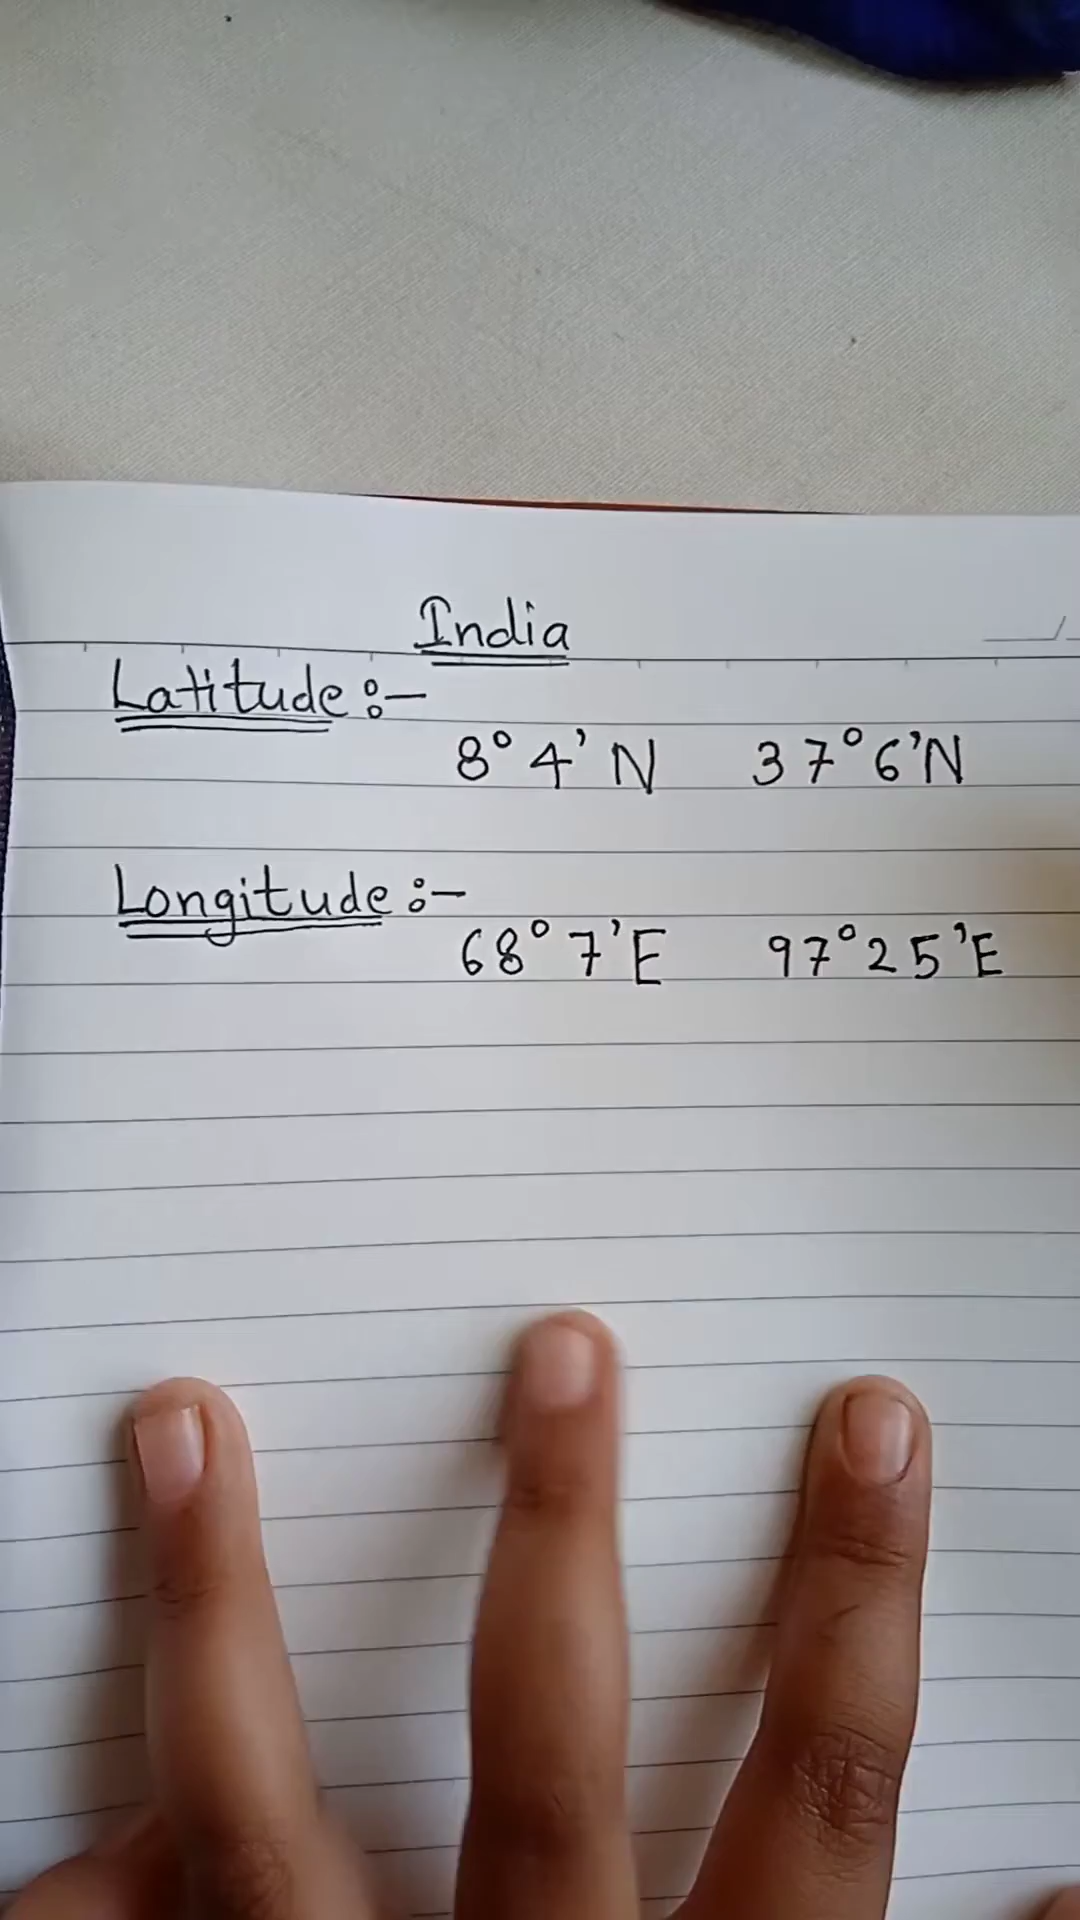 India
Latitude :-
8° 4' N 37° 6' N
Longitude :-
68° 7' E 97° 25' E